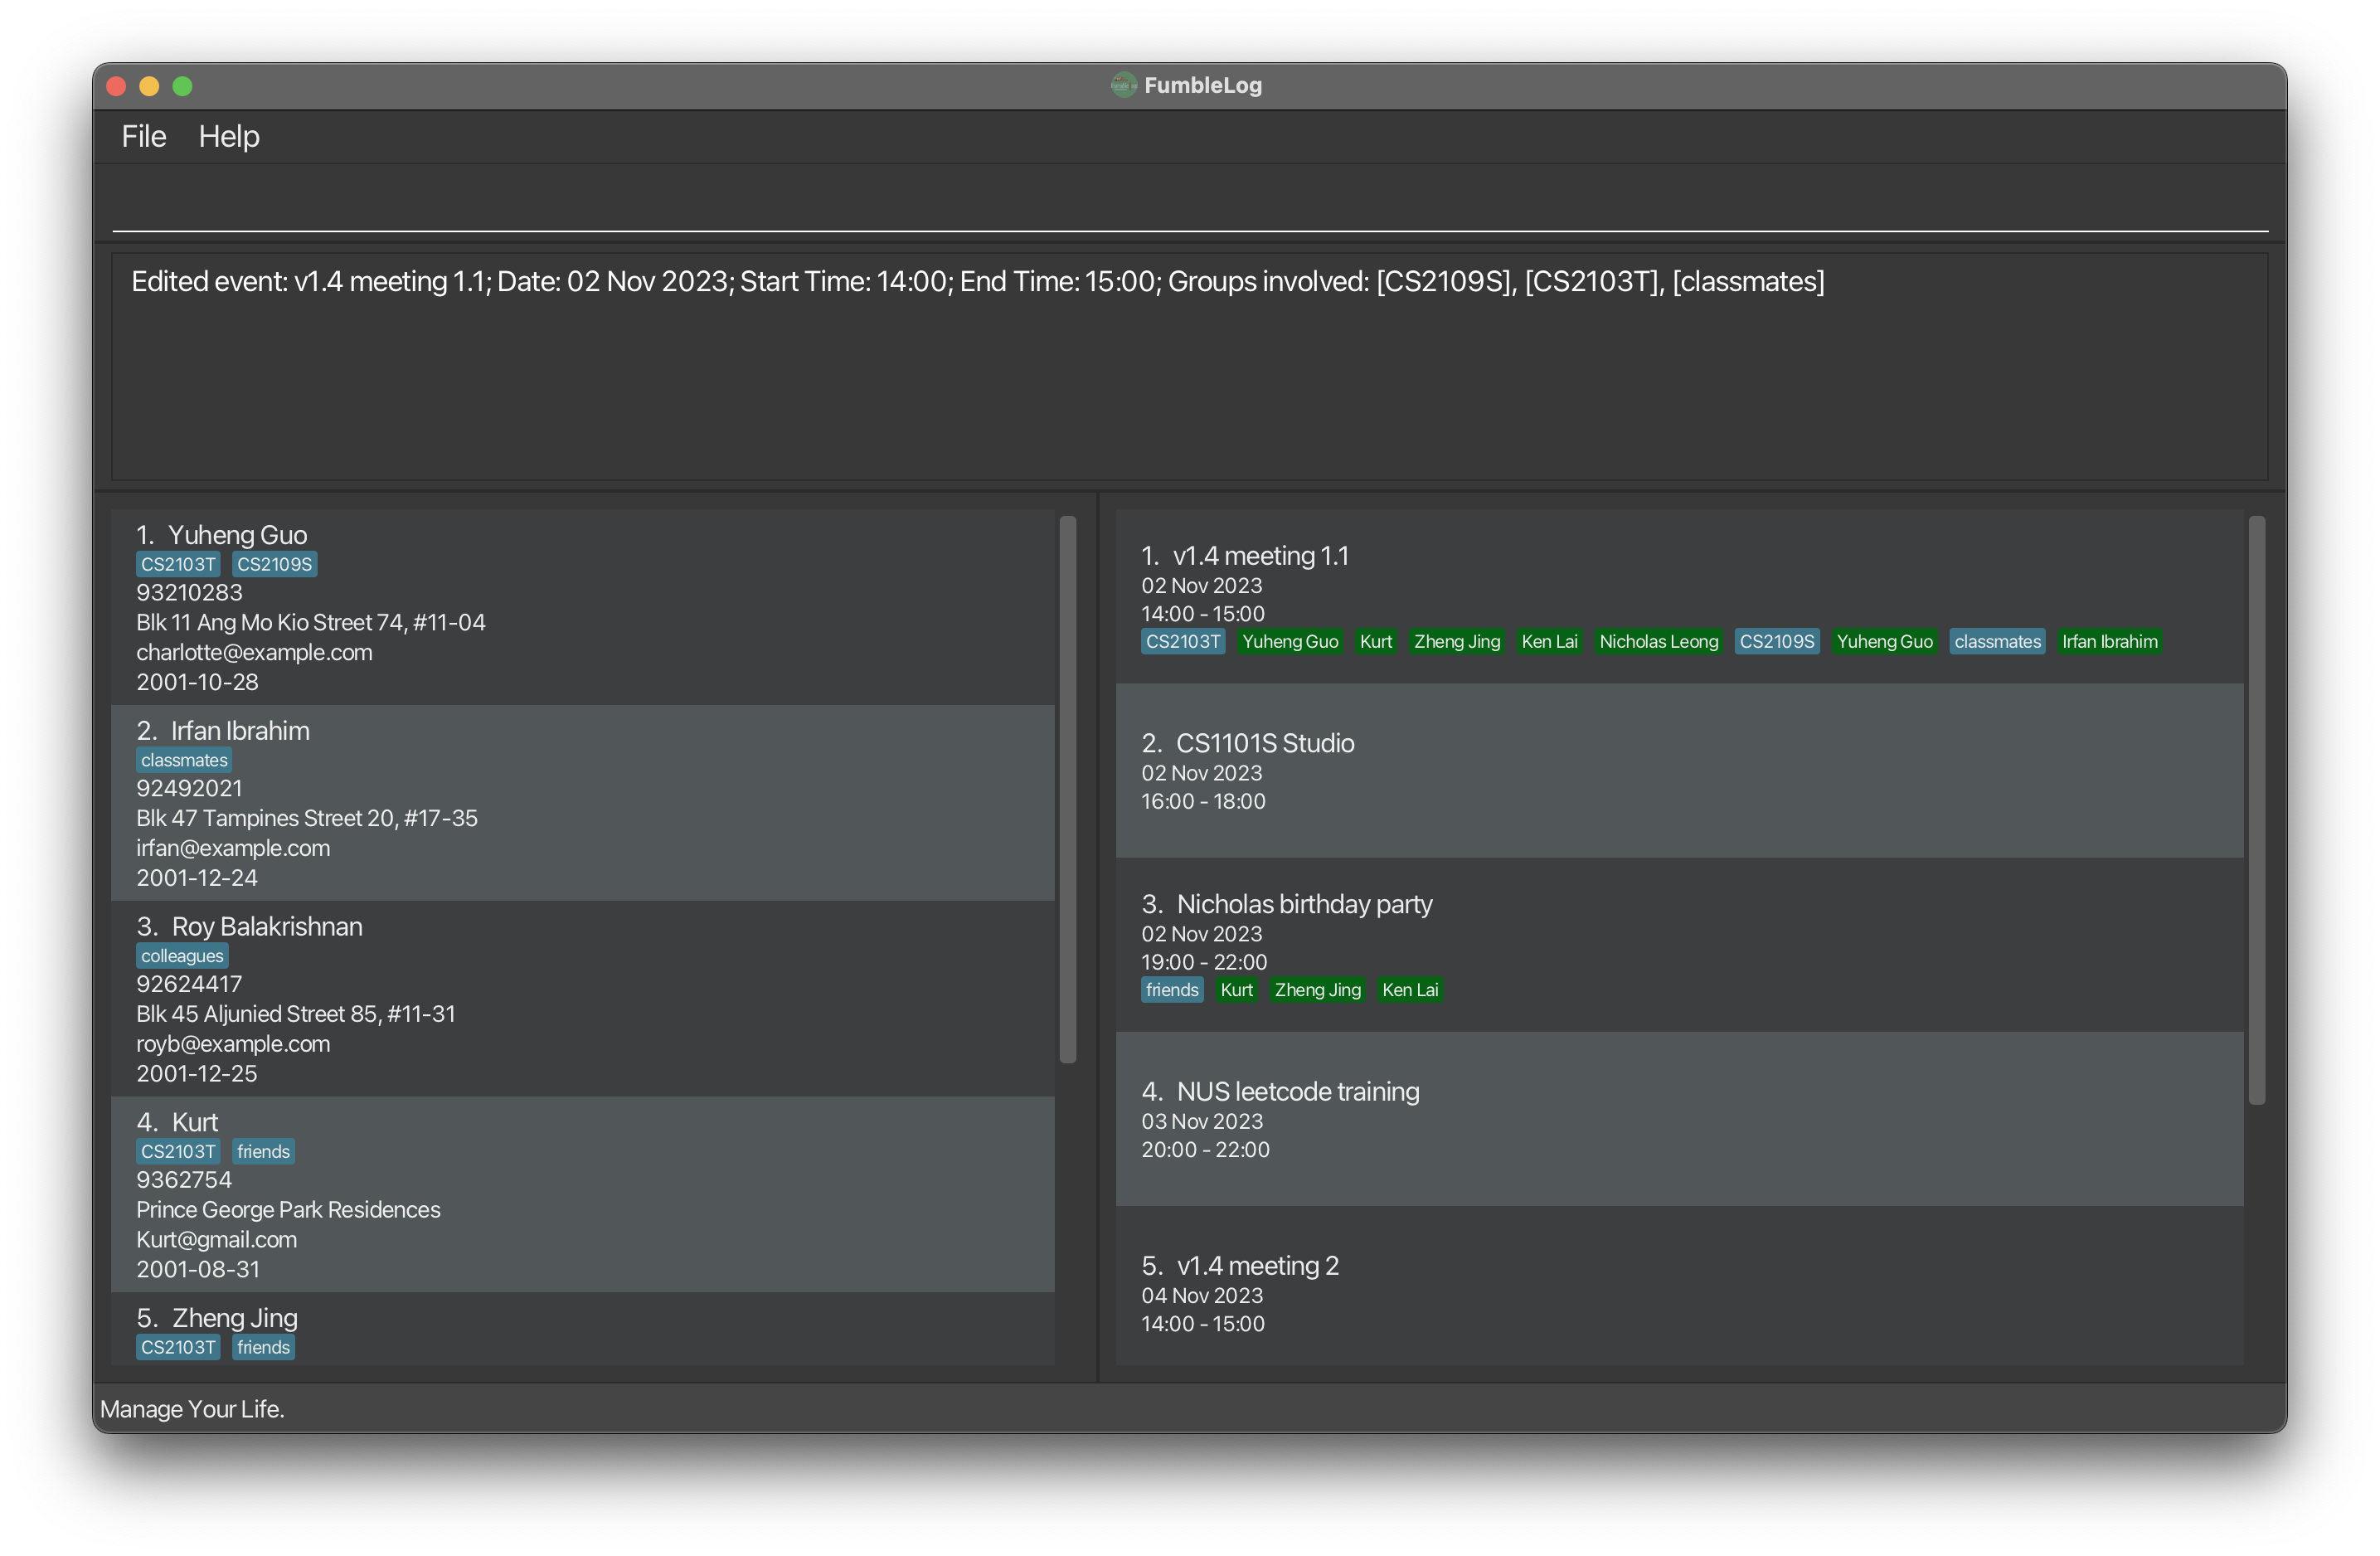 FumbleLog
File Help
Edited event: v1.4 meeting 1.1; Date: 02 Nov 2023; Start Time: 14:00; End Time: 15:00; Groups involved: [CS2109S], [CS2103T], [classmates]
1. Yuheng Guo
CS2103T CS2109S
93210283
Blk 11 Ang Mo Kio Street 74, #11-04
charlotte@example.com
2001-10-28
2. Irfan Ibrahim
classmates
92492021
Blk 47 Tampines Street 20, #17-35
irfan@example.com
2001-12-24
3. Roy Balakrishnan
colleagues
92624417
Blk 45 Aljunied Street 85, #11-31
royb@example.com
2001-12-25
4. Kurt
CS2103T friends
9362754
Prince George Park Residences
Kurt@gmail.com
2001-08-31
5. Zheng Jing
CS2103T friends
1. v1.4 meeting 1.1
02 Nov 2023
14:00 - 15:00
CS2103T Yuheng Guo Kurt Zheng Jing Ken Lai Nicholas Leong CS2109S Yuheng Guo classmates Irfan Ibrahim
2. CS1101S Studio
02 Nov 2023
16:00 - 18:00
3. Nicholas birthday party
02 Nov 2023
19:00 - 22:00
friends Kurt Zheng Jing Ken Lai
4. NUS leetcode training
03 Nov 2023
20:00 - 22:00
5. v1.4 meeting 2
04 Nov 2023
14:00 - 15:00
Manage Your Life.